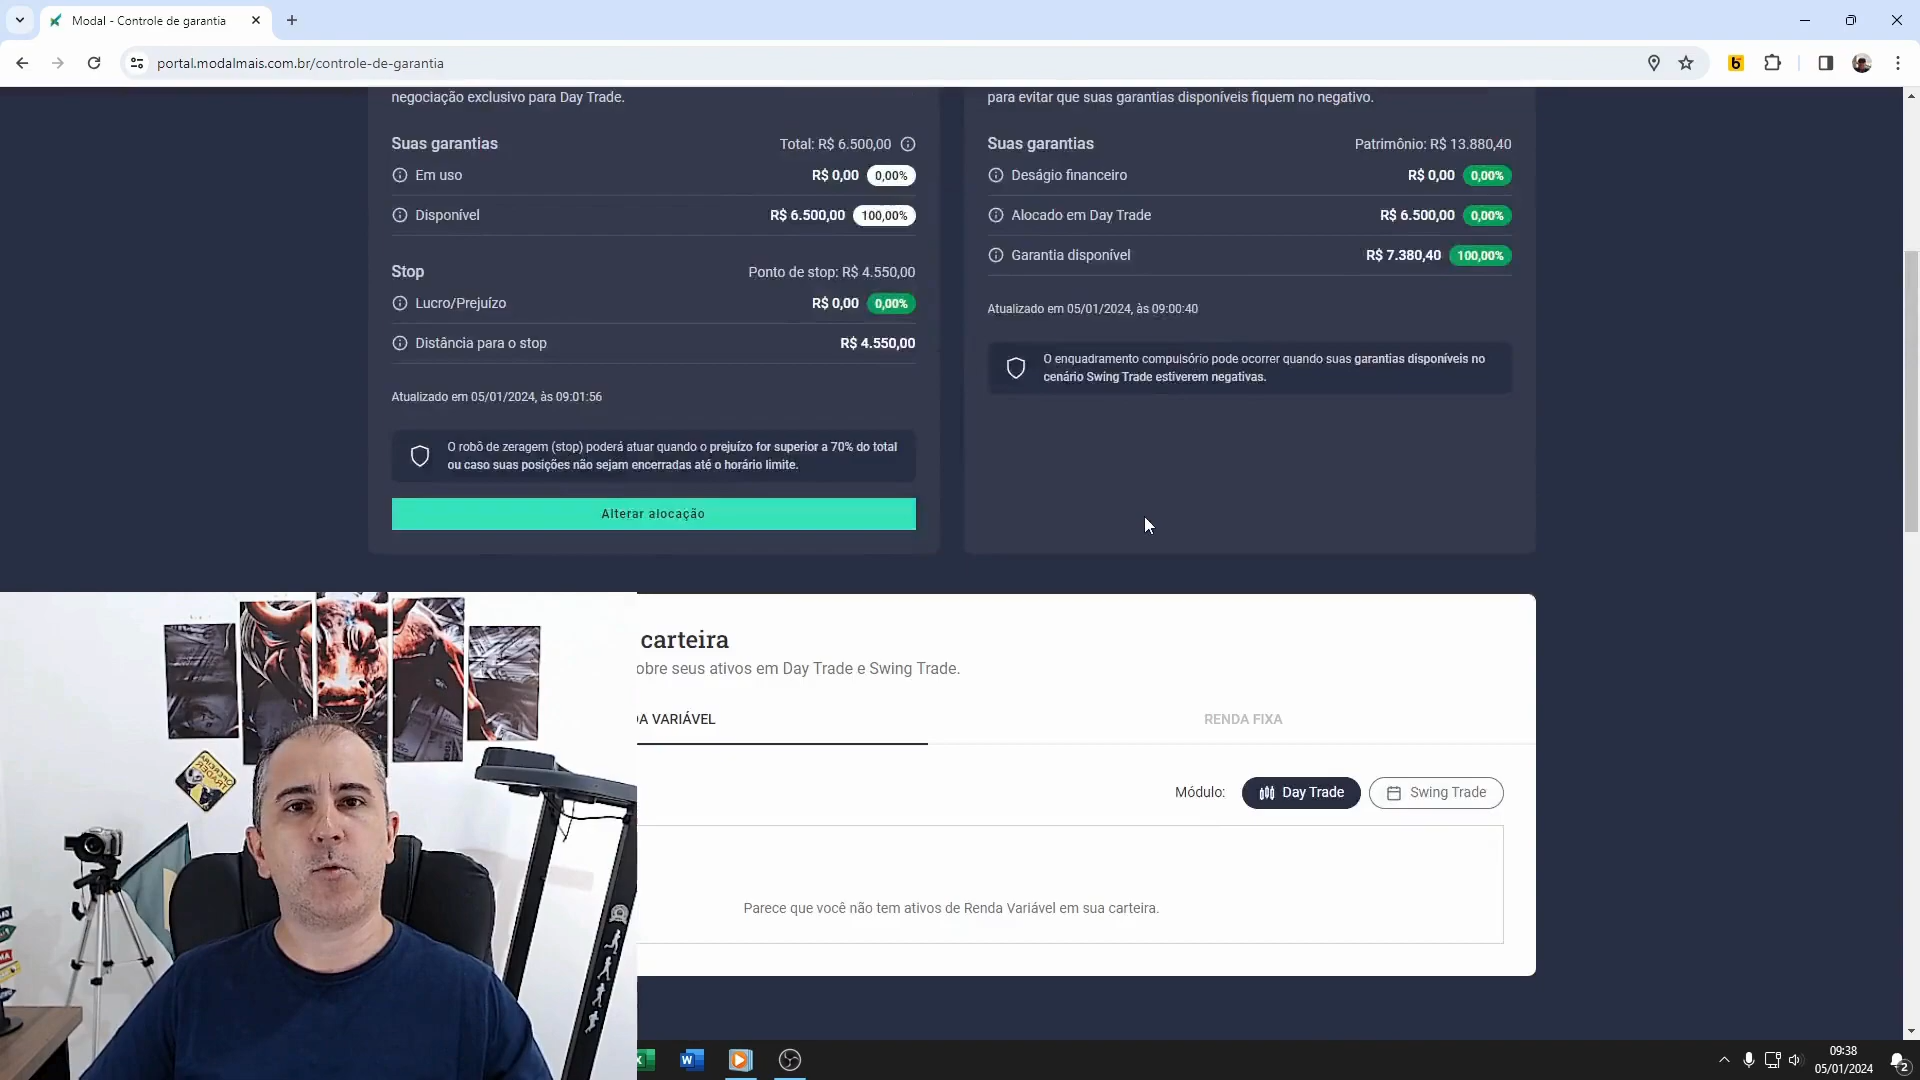 Modal - Controle de garantia
portal.modalmais.com.br/controle-de-garantia
negociação exclusivo para Day Trade.
Suas garantias
Total: R$ 6.500,00
Em uso
R$ 0,00
0,00%
Disponível
R$ 6.500,00
100,00%
Stop
Ponto de stop: R$ 4.550,00
Lucro/Prejuízo
R$ 0,00
0,00%
Distância para o stop
R$ 4.550,00
Atualizado em 05/01/2024, às 09:01:56
O robô de zeragem (stop) poderá atuar quando o prejuízo for superior a 70% do total
ou caso suas posições não sejam encerradas até o horário limite.
Alterar alocação
para evitar que suas garantias disponíveis fiquem no negativo.
Suas garantias
Patrimônio: R$ 13.880,40
Deságio financeiro
R$ 0,00
0,00%
Alocado em Day Trade
R$ 6.500,00
0,00%
Garantia disponível
R$ 7.380,40
100,00%
Atualizado em 05/01/2024, às 09:00:40
O enquadramento compulsório pode ocorrer quando suas garantias disponíveis no
cenário Swing Trade estiverem negativas.
carteira
obre seus ativos em Day Trade e Swing Trade.
DA VARIÁVEL
RENDA FIXA
Módulo:
Day Trade
Swing Trade
Parece que você não tem ativos de Renda Variável em sua carteira.
09:38
05/01/2024
2